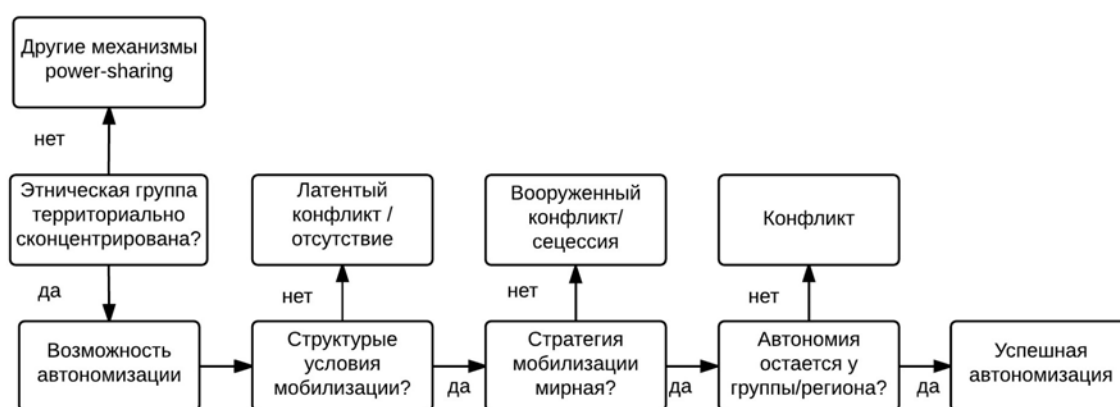 Другие механизмы
power-sharing
нет
Этническая группа
территориально
сконцентрирована?
Латентый
конфликт /
отсутствие
Вооруженный
конфликт/
сецессия
Конфликт
да
нет
нет
нет
Возможность
автономизации
Структурые
условия
мобилизации?
да
Стратегия
мобилизации
мирная?
да
Автономия
остается у
группы/региона?
да
Успешная
автономизация